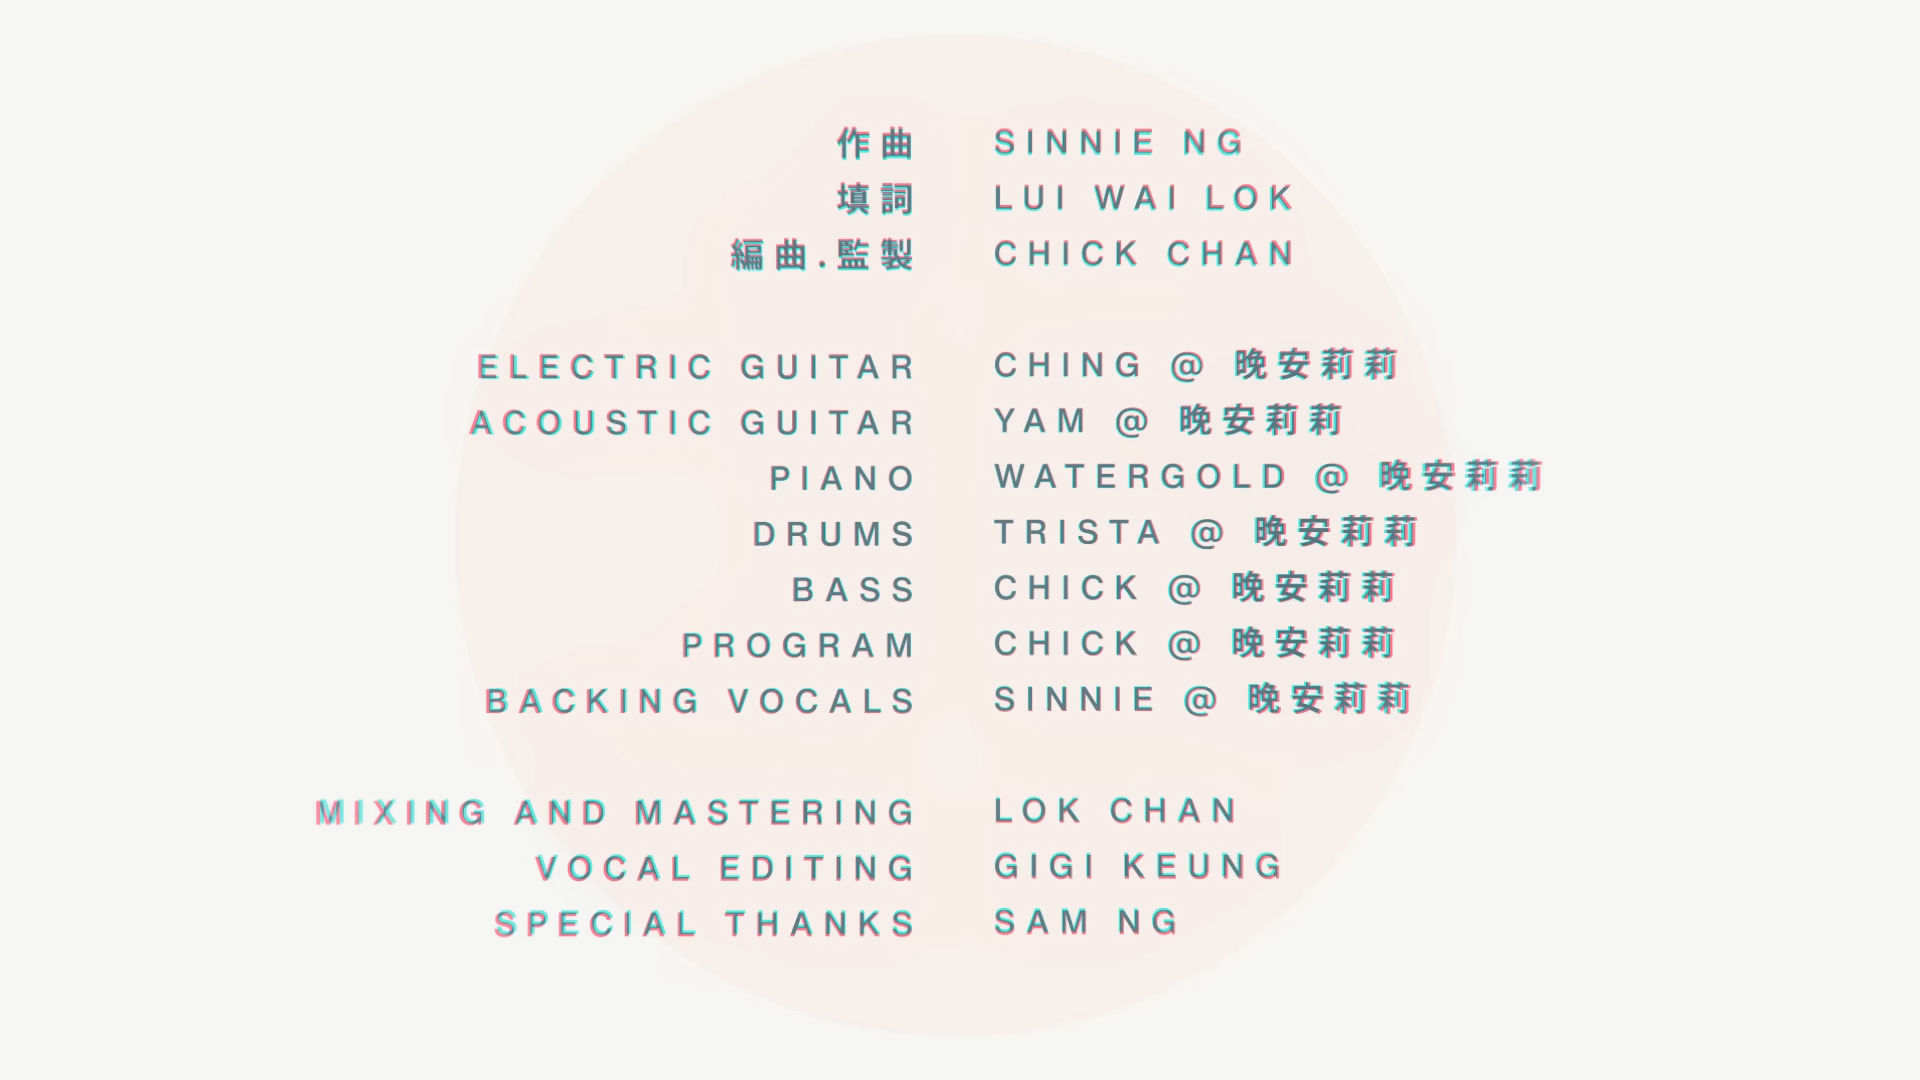 作曲 SINNIE NG
填詞 LUI WAI LOK
編曲.監製 CHICK CHAN
ELECTRIC GUITAR CHING @ 晚安莉莉
ACOUSTIC GUITAR YAM @ 晚安莉莉
PIANO WATERGOLD @ 晚安莉莉
DRUMS TRISTA @ 晚安莉莉
BASS CHICK @ 晚安莉莉
PROGRAM CHICK @ 晚安莉莉
BACKING VOCALS SINNIE @ 晚安莉莉
MIXING AND MASTERING LOK CHAN
VOCAL EDITING GIGI KEUNG
SPECIAL THANKS SAM NG